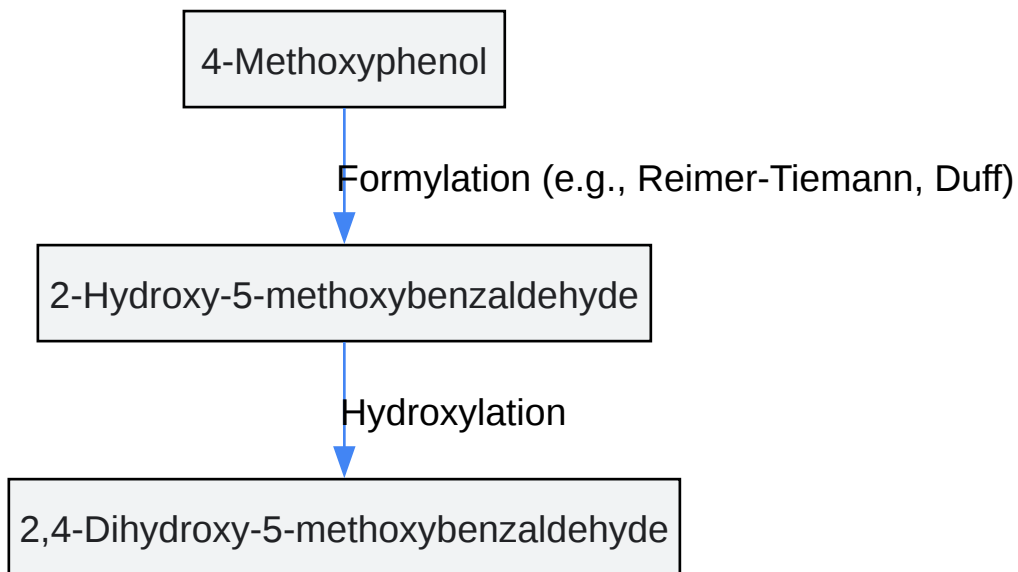 4-Methoxyphenol
Formylation (e.g., Reimer-Tiemann, Duff)
2-Hydroxy-5-methoxybenzaldehyde
Hydroxylation
2,4-Dihydroxy-5-methoxybenzaldehyde